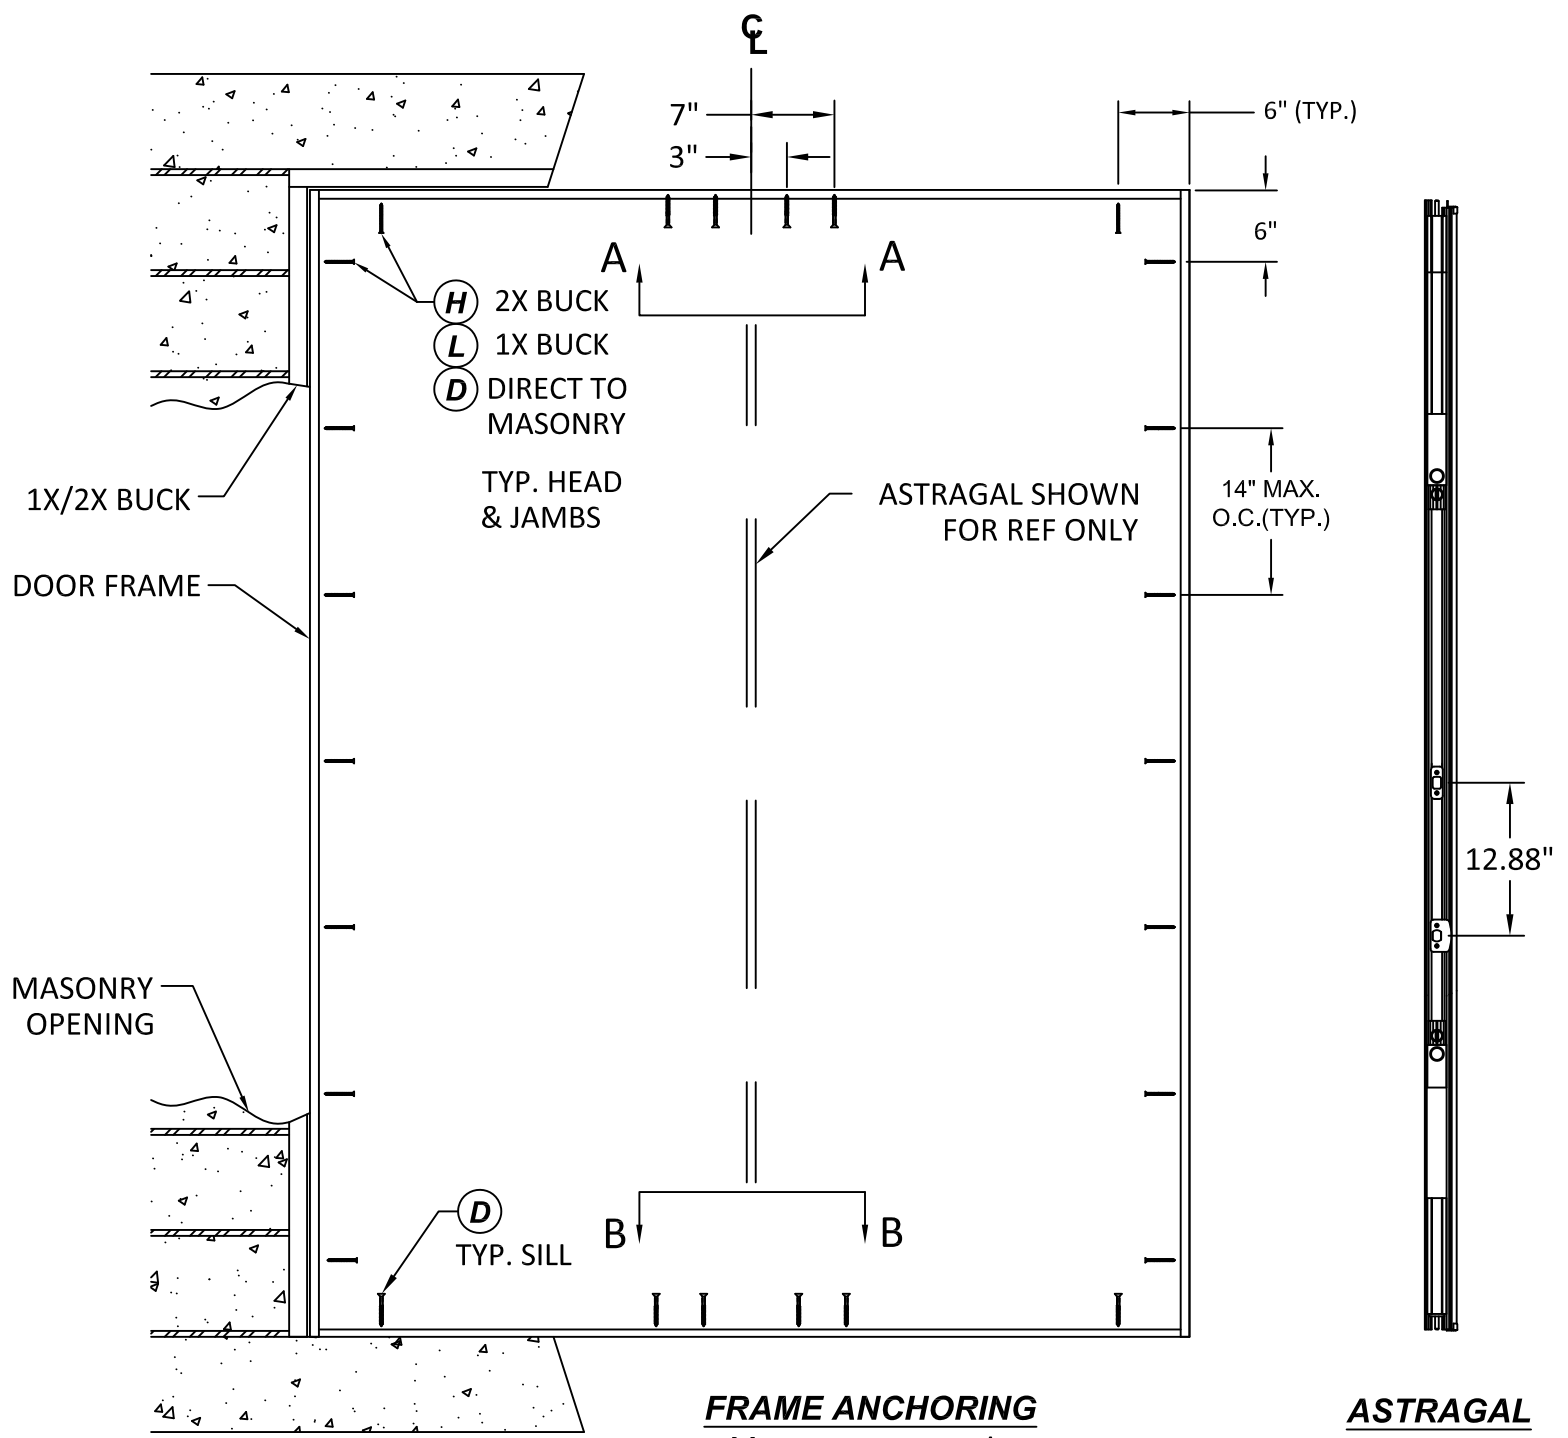 ℄
7"
3"
6" (TYP.)
6"
A
A
H 2X BUCK
L 1X BUCK
D DIRECT TO
MASONRY
TYP. HEAD
& JAMBS
1X/2X BUCK
ASTRAGAL SHOWN
FOR REF ONLY
14" MAX.
O.C.(TYP.)
DOOR FRAME
12.88"
MASONRY
OPENING
D
TYP. SILL
B
B
FRAME ANCHORING
ASTRAGAL